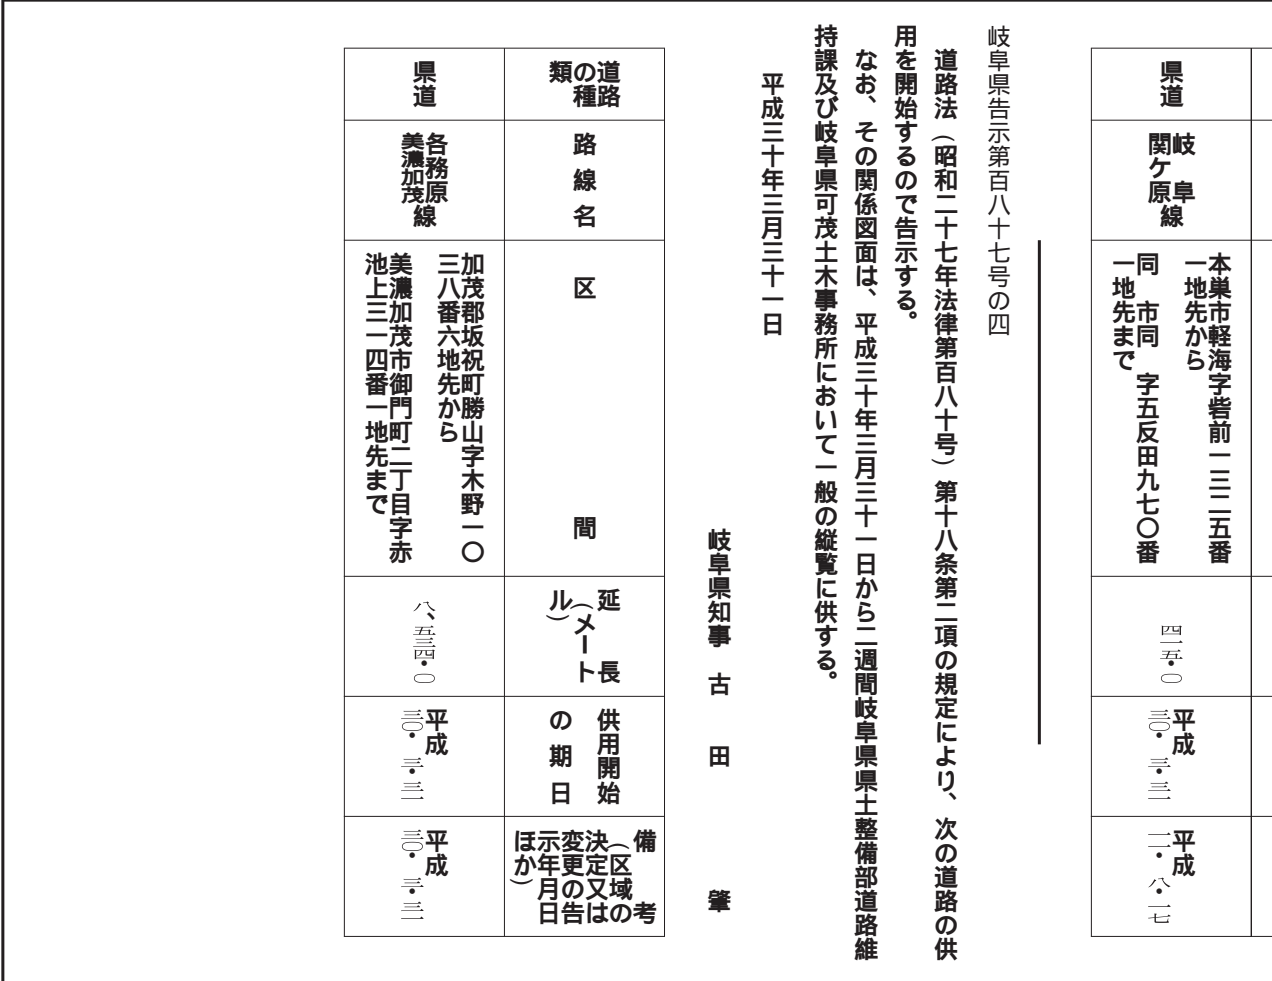 県道
岐阜
関ケ原線
本巣市軽海字砦前一三二五番
一地先から
同　市同　字五反田九七〇番
一地先まで
四一五・〇
平成
三〇・三・三一
平成
一一・八・一七
岐阜県告示第百八十七号の四
道路法（昭和二十七年法律第百八十号）第十八条第二項の規定により、次の道路の供
用を開始するので告示する。
なお、その関係図面は、平成三十年三月三十一日から二週間岐阜県県土整備部道路維
持課及び岐阜県可茂土木事務所において一般の縦覧に供する。
平成三十年三月三十一日
岐阜県知事　古　田　肇
道路
の種
類
路線名
区　間
延長
（メート
ル）
供用開始
の期日
備考
（区域の
決定又は
変更の告
示年月日
ほか）
県道
各務原
美濃加茂線
加茂郡坂祝町勝山字木野一〇
三八番六地先から
美濃加茂市御門町二丁目字赤
池上三一四番一地先まで
八、五三四・〇
平成
三〇・三・三一
平成
三〇・三・三一